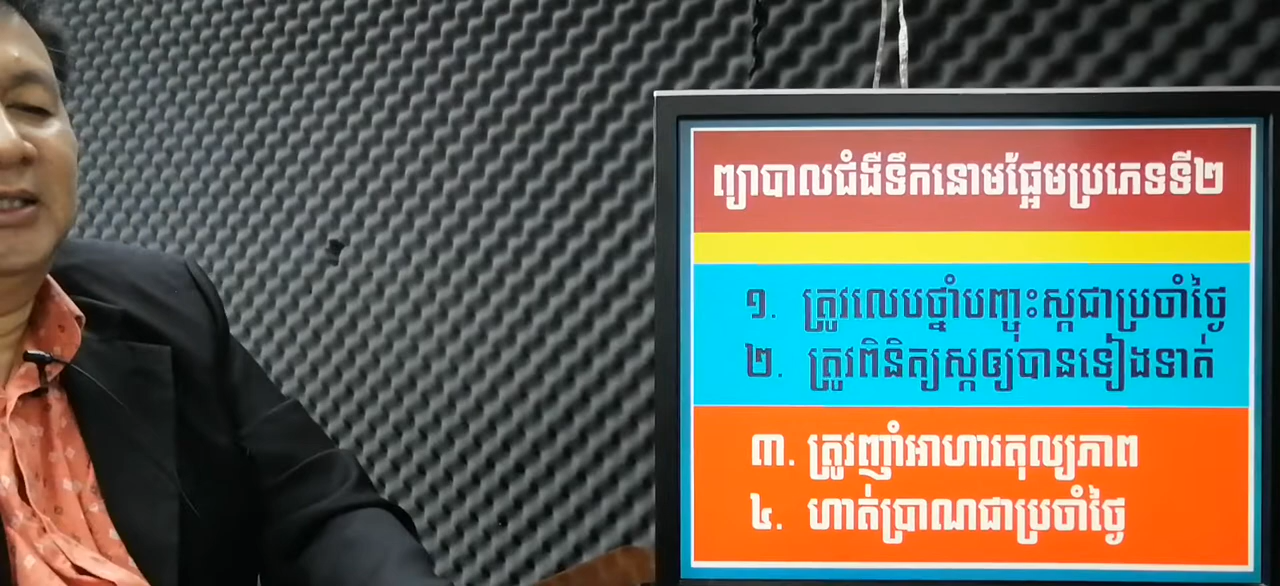 ព្យាបាលជំងឺទឹកនោមផ្អែមប្រភេទទី២
១. ត្រូវលេបថ្នាំបញ្ចុះស្កជាប្រចាំថ្ងៃ
២. ត្រូវពិនិត្យស្កឲ្យបានទៀងទាត់
៣. ត្រូវញ៉ាំអាហារតុល្យភាព
៤. ហាត់ប្រាណជាប្រចាំថ្ងៃ